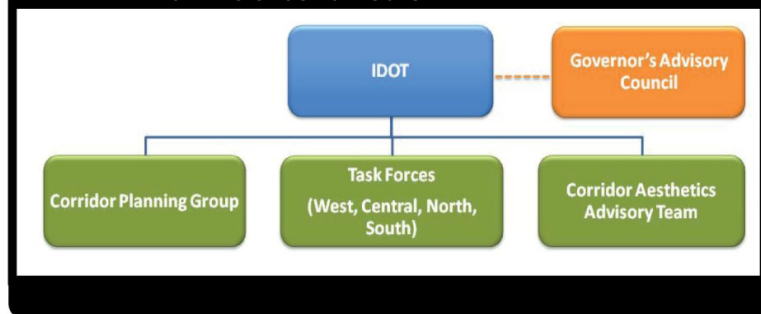 IDOT
Governor's Advisory
Council
Corridor Planning Group
Task Forces
(West, Central, North,
South)
Corridor Aesthetics
Advisory Team